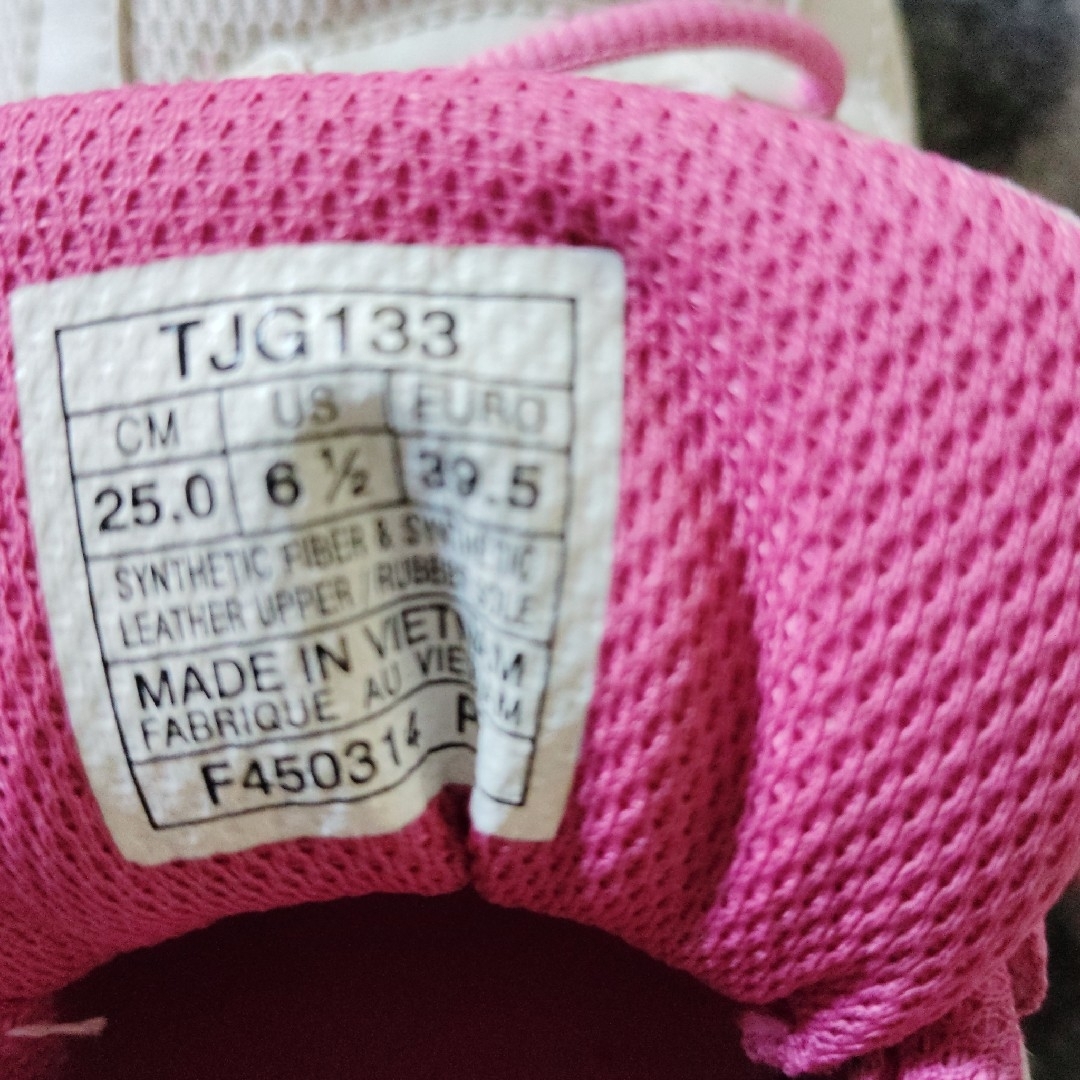 TJG133
CM US EURO
25.0 6 ½ 39.5
SYNTHETIC FIBER & SYNTHETIC
LEATHER UPPER / RUBBER SOLE
MADE IN VIETNAM
FABRIQUE AU VIETNAM
F450314